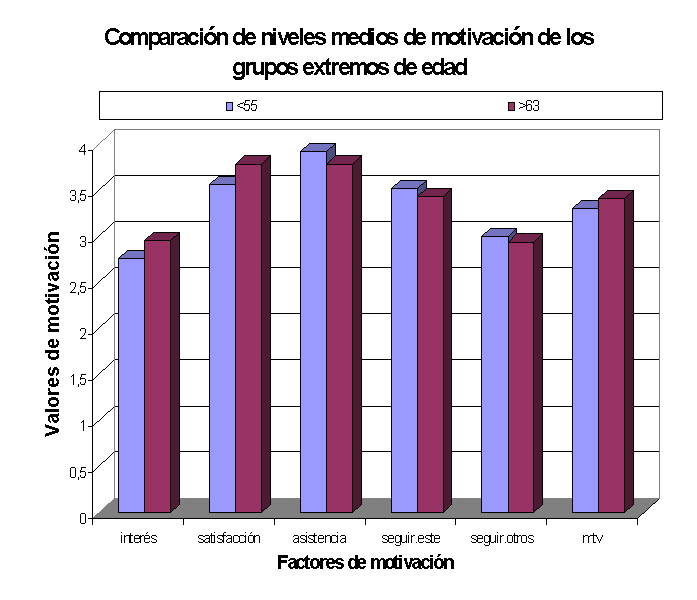 Comparación de niveles medios de motivación de los
grupos extremos de edad
<55 >63
Valores de motivación
4
3,5
3
2,5
2
1,5
1
0,5
0
interés satisfacción asistencia seguir.este seguir.otros mtv
Factores de motivación